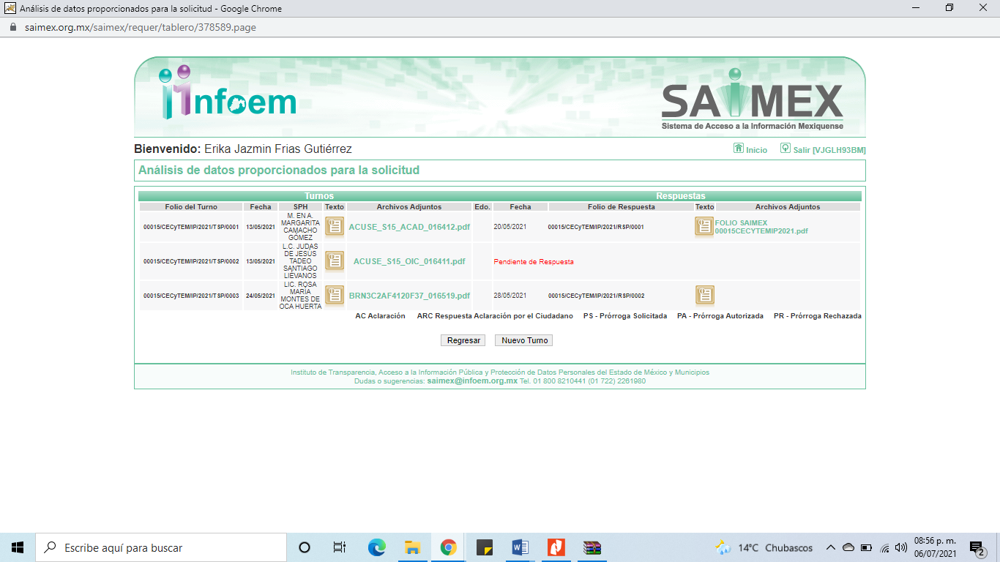 Análisis de datos proporcionados para la solicitud - Google Chrome
saimex.org.mx/saimex/requer/tablero/378589.page
infoem
SAIMEX
Sistema de Acceso a la Información Mexiquense
Bienvenido: Erika Jazmin Frias Gutiérrez
Inicio Salir [VJGLH93BM]
Análisis de datos proporcionados para la solicitud
Turnos Respuestas
Folio del Turno Fecha SPH Texto Archivos Adjuntos Edo. Fecha Folio de Respuesta Texto Archivos Adjuntos
00015/CECyTEM/IP/2021/TSP/0001 13/05/2021 M. EN A. MARGARITA CAMACHO GÓMEZ ACUSE_S15_ACAD_016412.pdf 20/05/2021 00015/CECyTEM/IP/2021/RSP/0001 FOLIO SAIMEX 00015CECYTEMIP2021.pdf
00015/CECyTEM/IP/2021/TSP/0002 13/05/2021 L.C. JUDAS DE JESÚS TADEO SANTIAGO LIÉVANOS ACUSE_S15_OIC_016411.pdf Pendiente de Respuesta
00015/CECyTEM/IP/2021/TSP/0003 24/05/2021 LIC. ROSA MARIA MONTES DE OCA HUERTA BRN3C2AF4120F37_016519.pdf 28/05/2021 00015/CECyTEM/IP/2021/RSP/0002
AC Aclaración ARC Respuesta Aclaración por el Ciudadano PS - Prórroga Solicitada PA - Prórroga Autorizada PR - Prórroga Rechazada
Regresar Nuevo Turno
Instituto de Transparencia, Acceso a la Información Pública y Protección de Datos Personales del Estado de México y Municipios
Dudas o sugerencias: saimex@infoem.org.mx Tel. 01 800 8210441 (01 722) 2261980
Escribe aquí para buscar
14°C Chubascos
08:56 p. m.
06/07/2021
2